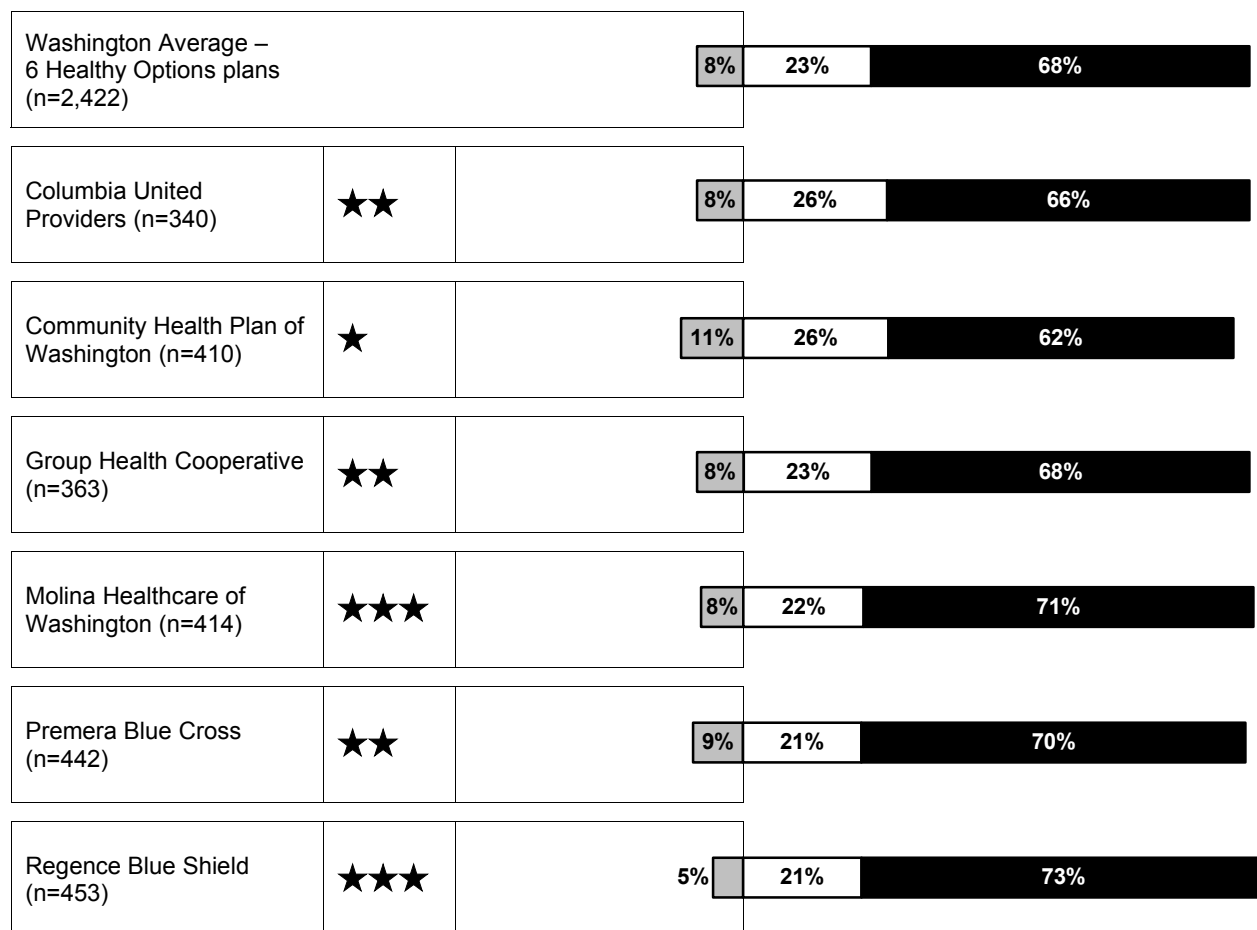 Washington Average –
6 Healthy Options plans
(n=2,422)
8% 23% 68%
Columbia United
Providers (n=340)
★★
8% 26% 66%
Community Health Plan of
Washington (n=410)
★
11% 26% 62%
Group Health Cooperative
(n=363)
★★
8% 23% 68%
Molina Healthcare of
Washington (n=414)
★★★
8% 22% 71%
Premera Blue Cross
(n=442)
★★
9% 21% 70%
Regence Blue Shield
(n=453)
★★★
5% 21% 73%